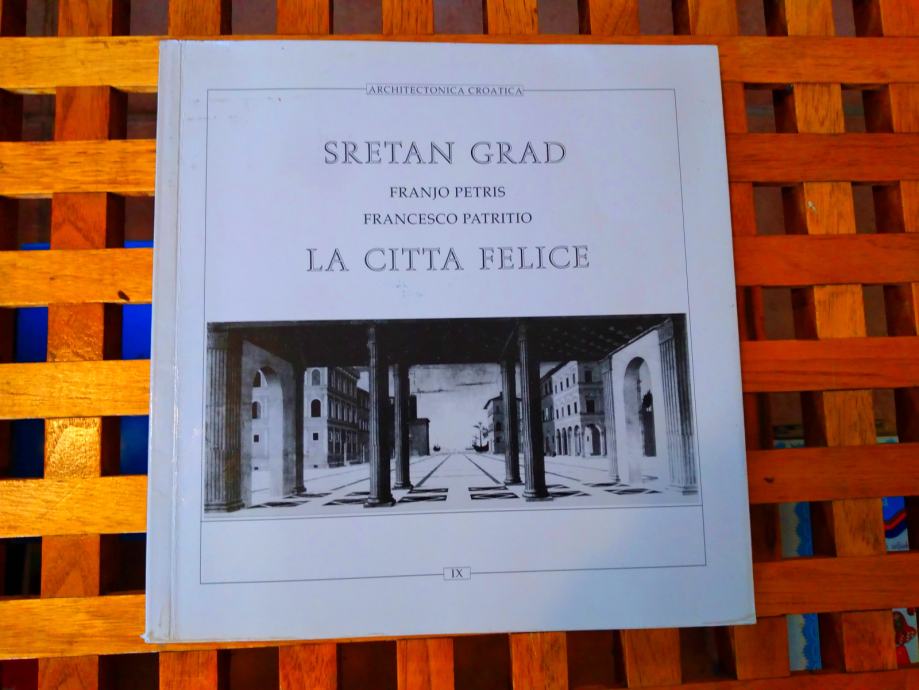 ARCHITECTONICA CROATICA
SRETAN GRAD
FRANJO PETRIS
FRANCESCO PATRITIO
LA CITTA FELICE
IX